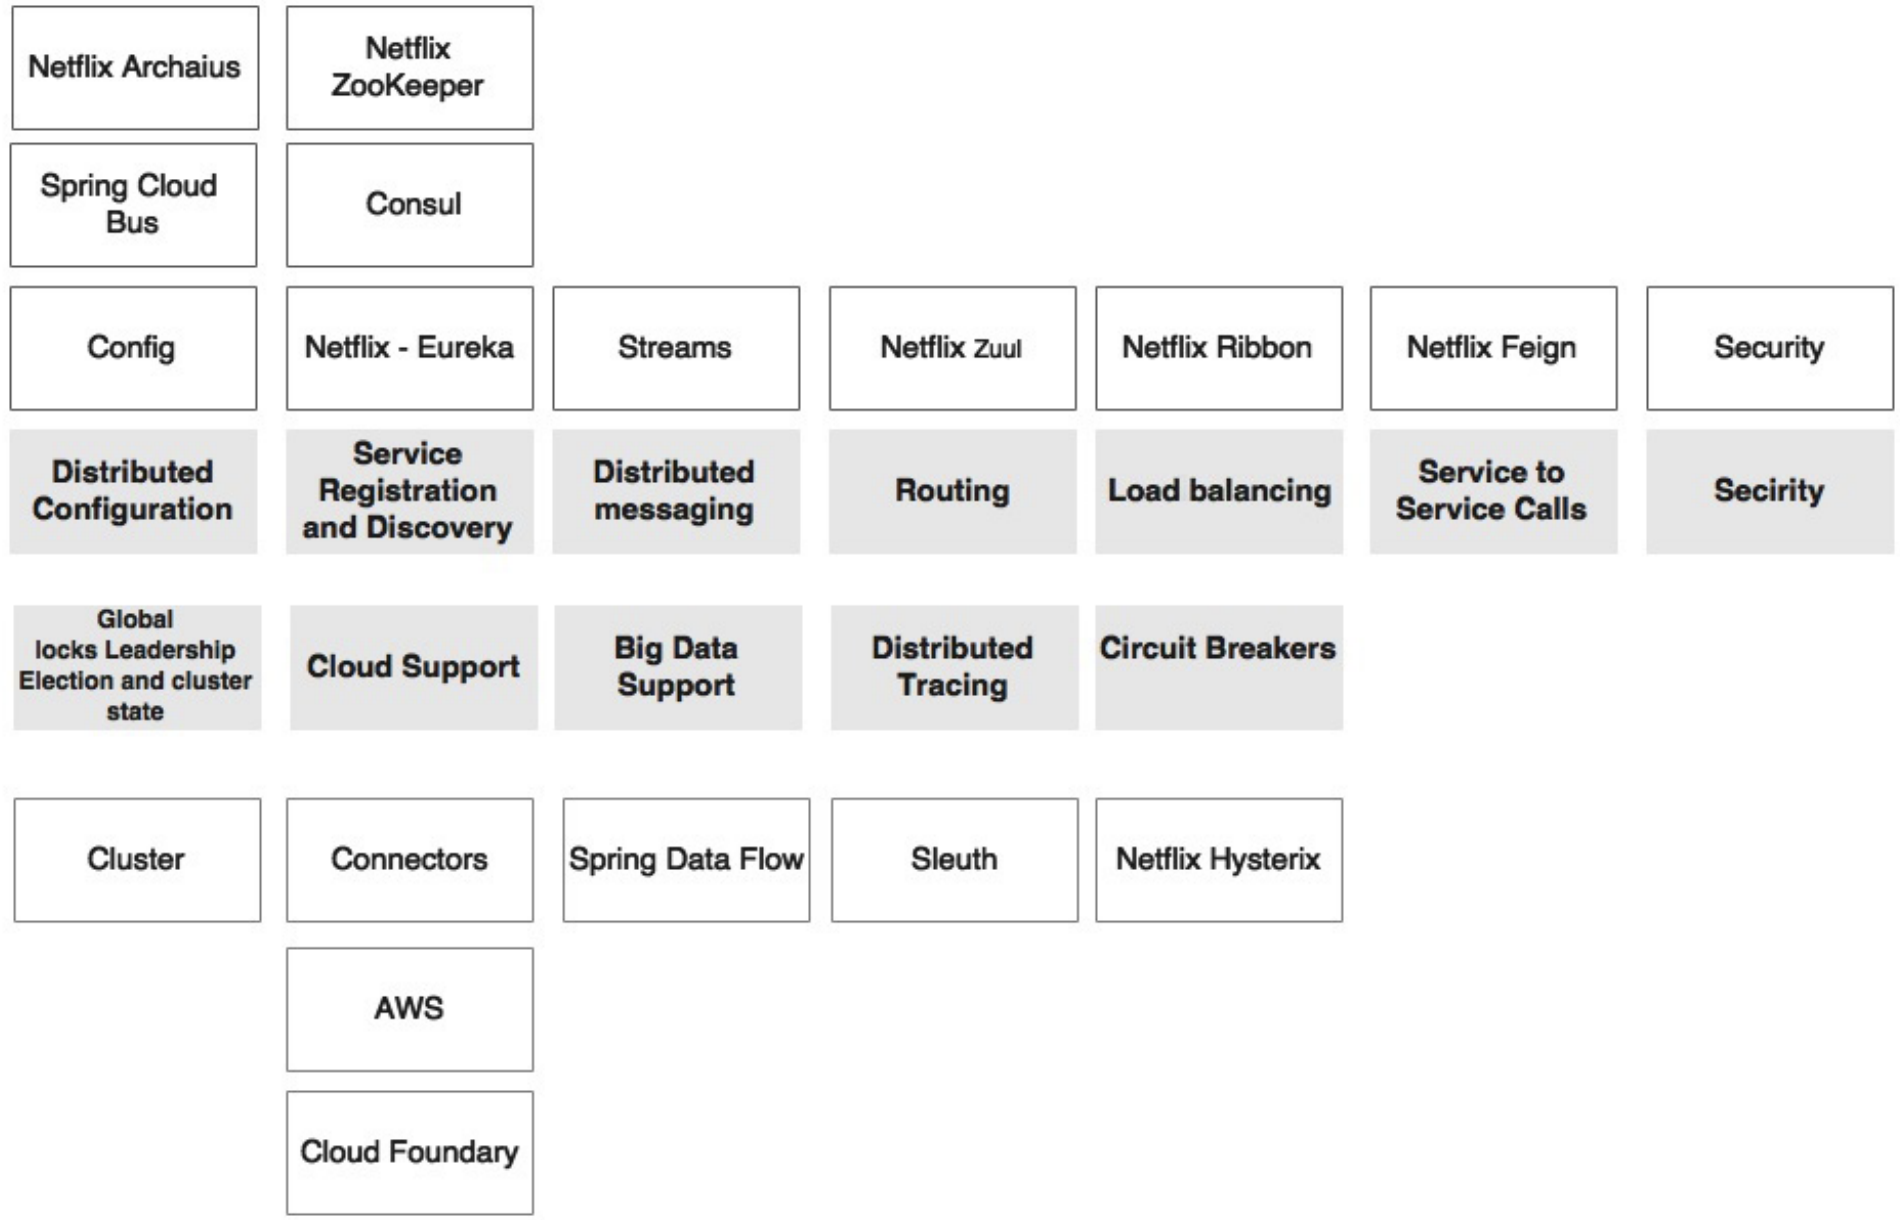 Netflix Archaius
Netflix
ZooKeeper
Spring Cloud
Bus
Consul
Config
Netflix - Eureka
Streams
Netflix Zuul
Netflix Ribbon
Netflix Feign
Security
Distributed
Configuration
Service
Registration
and Discovery
Distributed
messaging
Routing
Load balancing
Service to
Service Calls
Secirity
Global
locks Leadership
Election and cluster
state
Cloud Support
Big Data
Support
Distributed
Tracing
Circuit Breakers
Cluster
Connectors
Spring Data Flow
Sleuth
Netflix Hysterix
AWS
Cloud Foundary